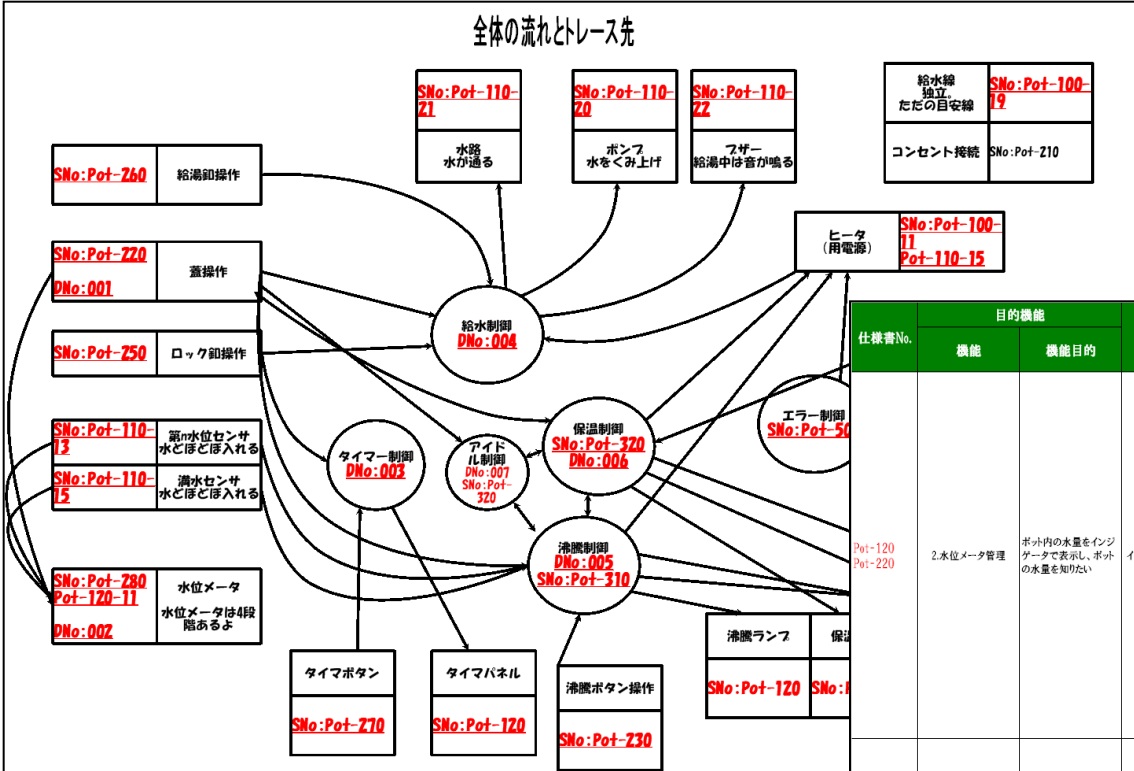 全体の流れとトレース先
SNo:Pot-110-
21
水路
水が通る
SNo:Pot-110-
20
ポンプ
水をくみ上げ
SNo:Pot-110-
22
ブザー
給湯中は音が鳴る
給水線
独立。
ただの目安線
SNo:Pot-100-
19
コンセント接続
SNo:Pot-210
SNo:Pot-260
給湯釦操作
SNo:Pot-220
DNo:001
蓋操作
ヒータ
(用電源)
SNo:Pot-100-
11
Pot-110-15
給水制御
DNo:004
SNo:Pot-250
ロック釦操作
SNo:Pot-110-
13
第n水位センサ
水どぼどぼ入れる
SNo:Pot-110-
15
満水センサ
水どぼどぼ入れる
タイマー制御
DNo:003
アイド
ル制御
DNo:007
SNo:Pot-
320
保温制御
SNo:Pot-320
DNo:006
エラー制御
SNo:Pot-50
沸騰制御
DNo:005
SNo:Pot-310
SNo:Pot-280
Pot-120-11
DNo:002
水位メータ
水位メータは4段
階あるよ
タイマボタン
SNo:Pot-270
タイマパネル
SNo:Pot-120
沸騰ボタン操作
SNo:Pot-230
沸騰ランプ
SNo:Pot-120
保温
SNo:P
仕様書No.
目的機能
機能
機能目的
Pot-120
Pot-220
2.水位メータ管理
ポット内の水量をインジ
ケータで表示し、ポット
の水量を知りたい
イ